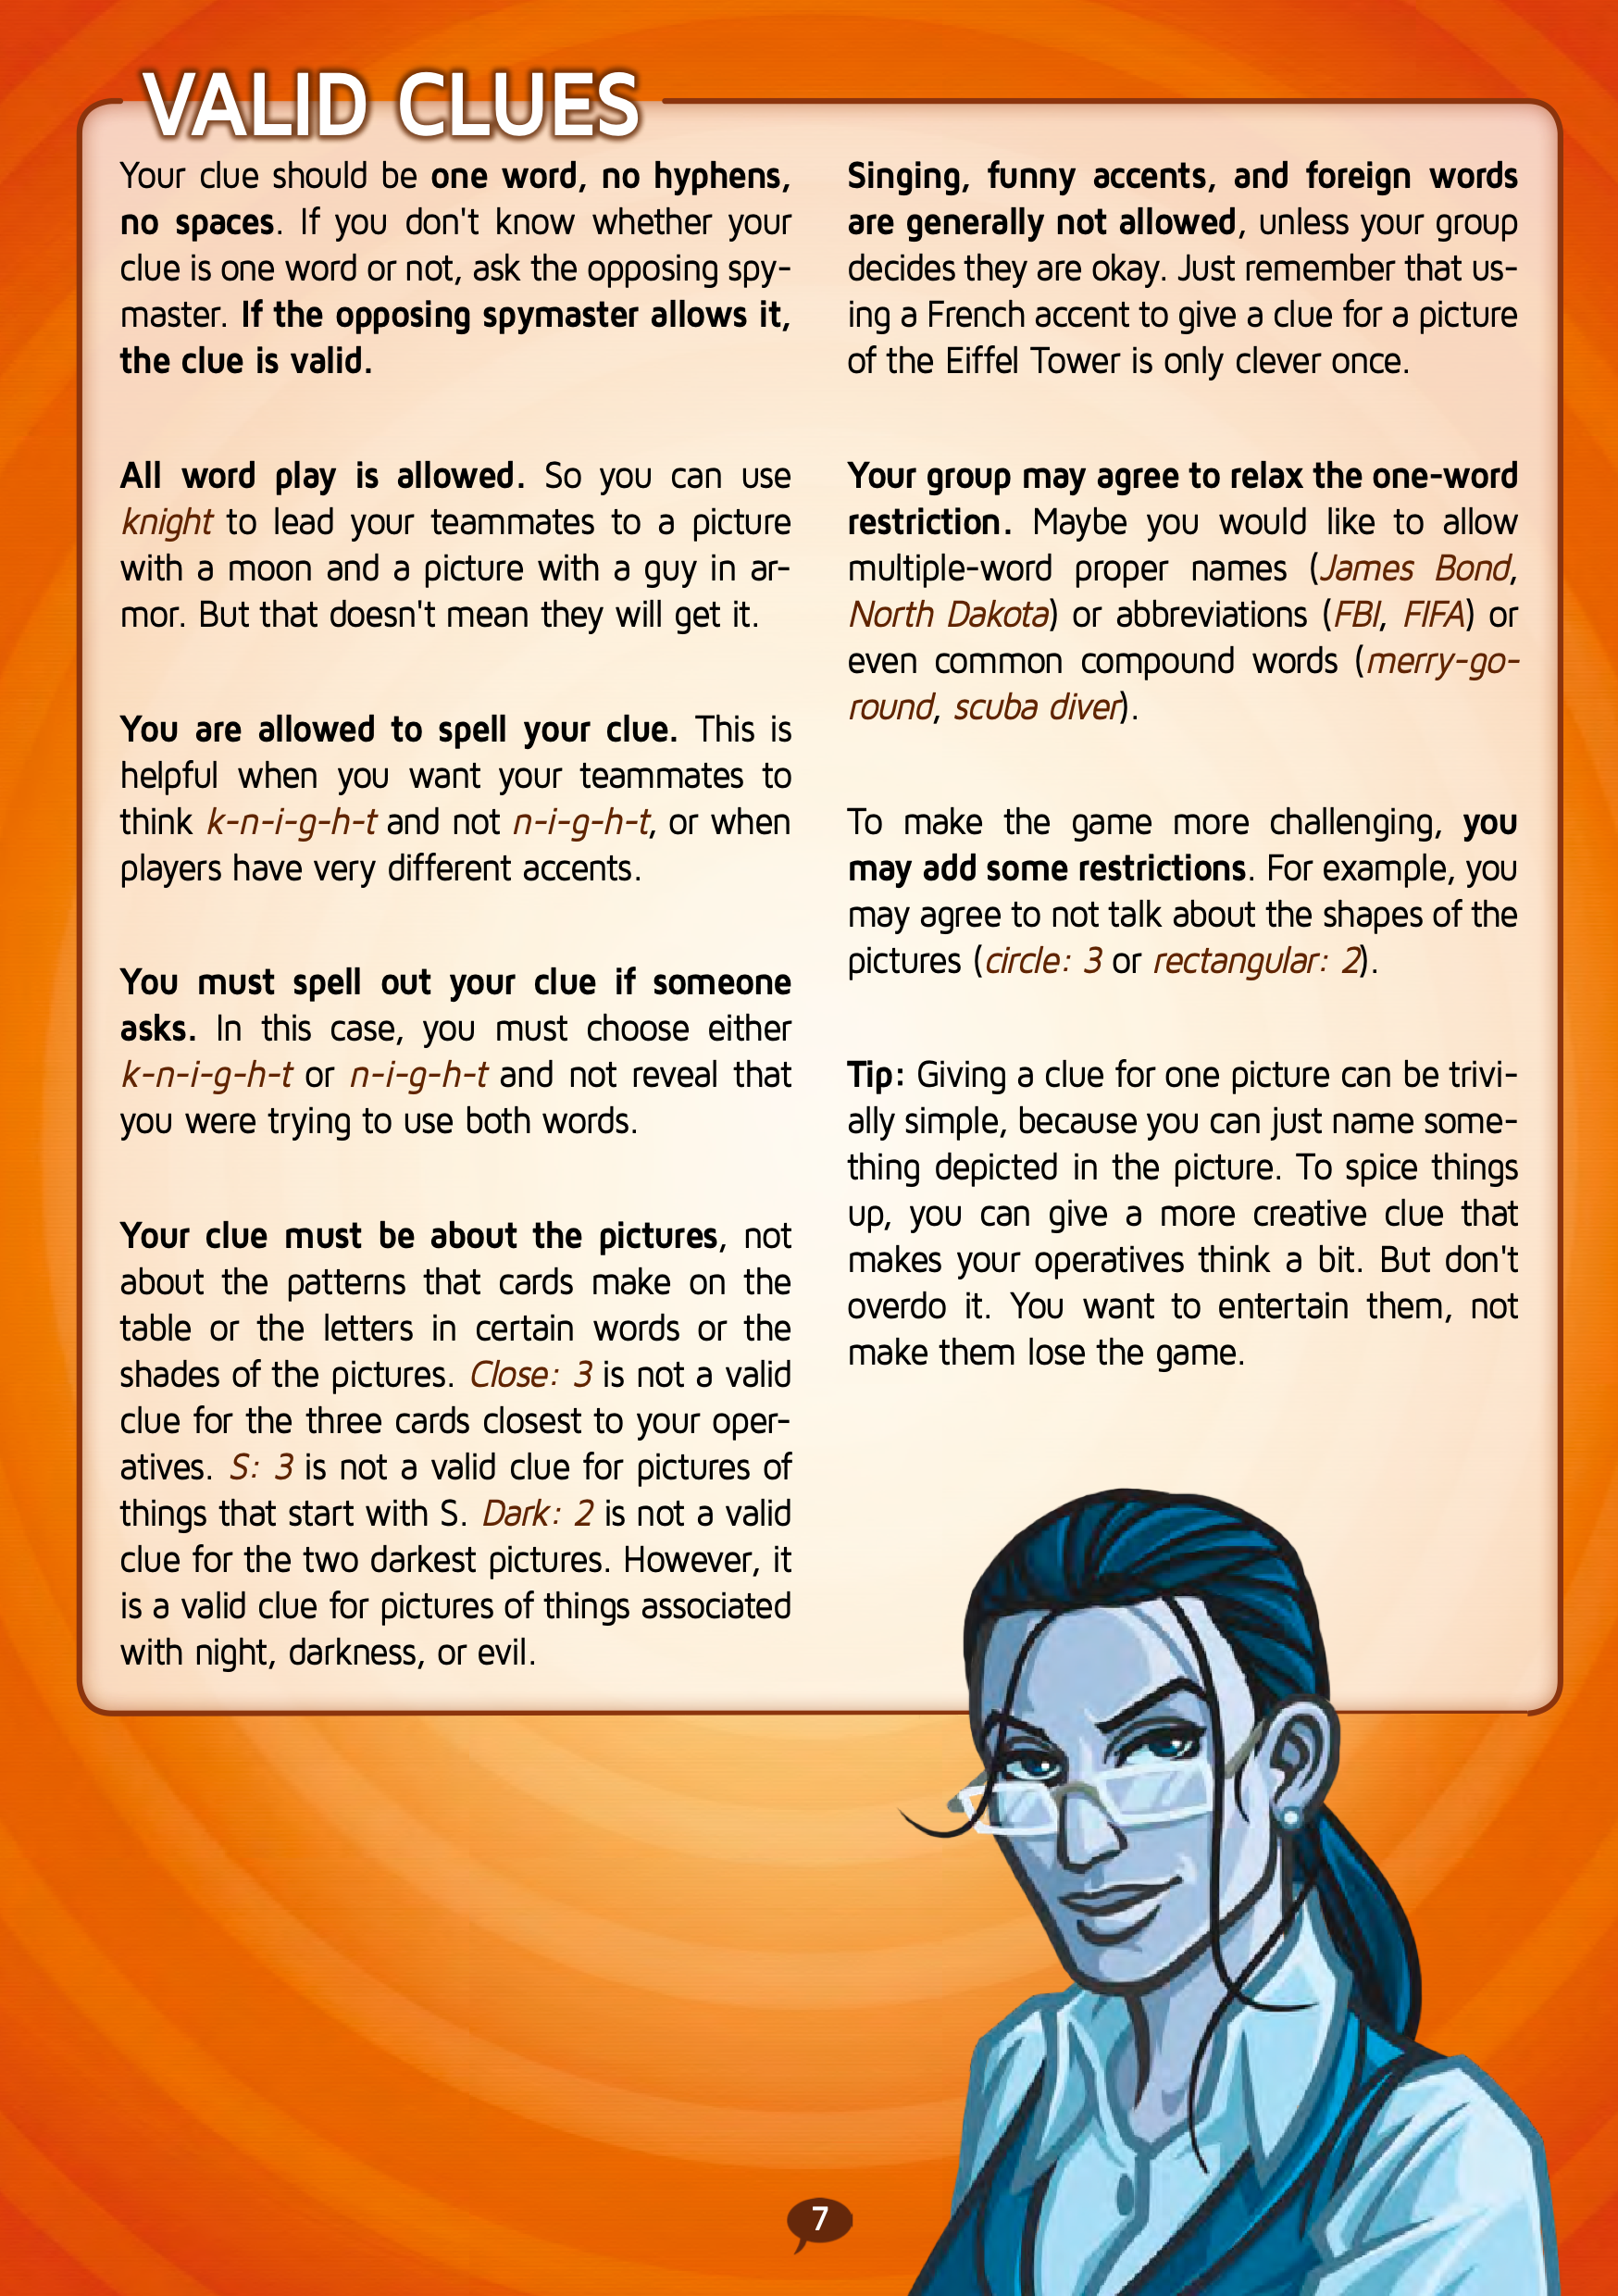 VALID CLUES
Your clue should be one word, no hyphens,
no spaces. If you don't know whether your
clue is one word or not, ask the opposing spy-
master. If the opposing spymaster allows it,
the clue is valid.
All word play is allowed. So you can use
knight to lead your teammates to a picture
with a moon and a picture with a guy in ar-
mor. But that doesn't mean they will get it.
You are allowed to spell your clue. This is
helpful when you want your teammates to
think k-n-i-g-h-t and not n-i-g-h-t, or when
players have very different accents.
You must spell out your clue if someone
asks. In this case, you must choose either
k-n-i-g-h-t or n-i-g-h-t and not reveal that
you were trying to use both words.
Your clue must be about the pictures, not
about the patterns that cards make on the
table or the letters in certain words or the
shades of the pictures. Close: 3 is not a valid
clue for the three cards closest to your oper-
atives. S: 3 is not a valid clue for pictures of
things that start with S. Dark: 2 is not a valid
clue for the two darkest pictures. However, it
is a valid clue for pictures of things associated
with night, darkness, or evil.
Singing, funny accents, and foreign words
are generally not allowed, unless your group
decides they are okay. Just remember that us-
ing a French accent to give a clue for a picture
of the Eiffel Tower is only clever once.
Your group may agree to relax the one-word
restriction. Maybe you would like to allow
multiple-word proper names (James Bond,
North Dakota) or abbreviations (FBI, FIFA) or
even common compound words (merry-go-
round, scuba diver).
To make the game more challenging, you
may add some restrictions. For example, you
may agree to not talk about the shapes of the
pictures (circle: 3 or rectangular: 2).
Tip: Giving a clue for one picture can be trivi-
ally simple, because you can just name some-
thing depicted in the picture. To spice things
up, you can give a more creative clue that
makes your operatives think a bit. But don't
overdo it. You want to entertain them, not
make them lose the game.
7